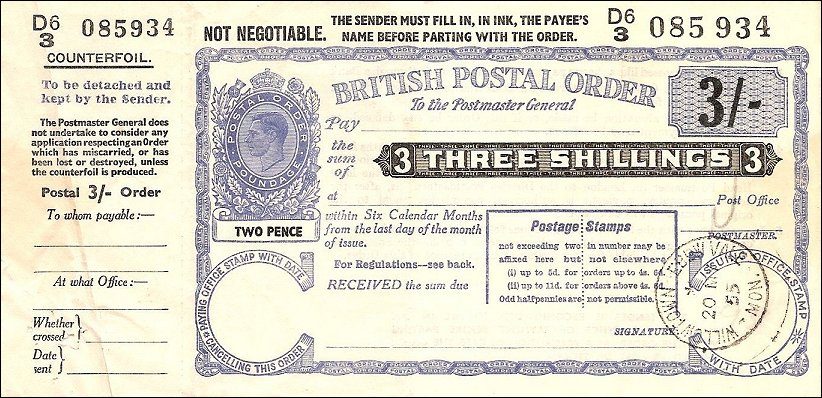 D6/3 085934
COUNTERFOIL.
To be detached and
kept by the Sender.
The Postmaster General does
not undertake to consider any
application respecting an Order
which has miscarried, or has
been lost or destroyed, unless
the counterfoil is produced.
Postal 3/- Order
To whom payable:—
At what Office:—
Whether
crossed
Date
sent
NOT NEGOTIABLE.
THE SENDER MUST FILL IN, IN INK, THE PAYEE'S
NAME BEFORE PARTING WITH THE ORDER.
D6/3 085934
BRITISH POSTAL ORDER
To the Postmaster General
3/-
POSTAL ORDER
POUNDAGE
TWO PENCE
Pay
the
sum
of
3 THREE SHILLINGS 3
at
Post Office
within Six Calendar Months
from the last day of the month
of issue.
POSTMASTER.
For Regulations—see back.
RECEIVED the sum due
Postage Stamps
not exceeding two in number may be
affixed here but not elsewhere
(i) up to 5d. for orders up to 4s. 6d.
(ii) up to 11d. for orders above 4s. 6d.
Odd halfpennies are not permissible.
SIGNATURE
PAYING OFFICE STAMP WITH DATE
CANCELLING THIS ORDER
ISSUING OFFICE STAMP
WITH DATE
20
55
MON